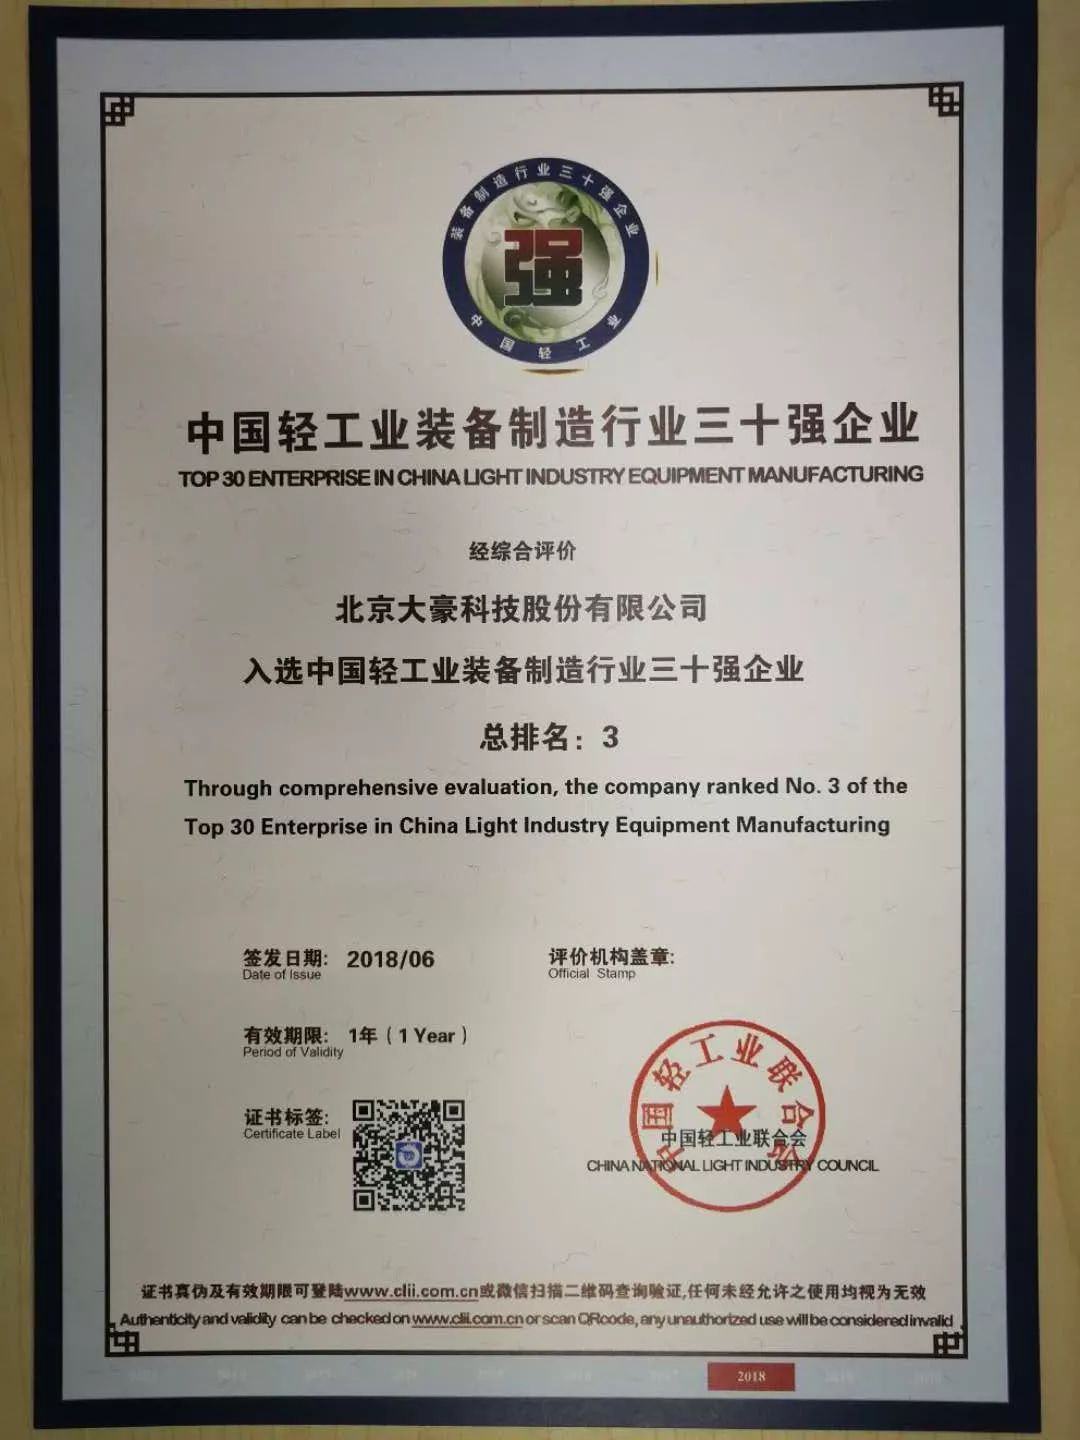 装备制造行业三十强企业
强
中国轻工业
中国轻工业装备制造行业三十强企业
TOP 30 ENTERPRISE IN CHINA LIGHT INDUSTRY EQUIPMENT MANUFACTURING
经综合评价
北京大豪科技股份有限公司
入选中国轻工业装备制造行业三十强企业
总排名：3
Through comprehensive evaluation, the company ranked No. 3 of the
Top 30 Enterprise in China Light Industry Equipment Manufacturing
签发日期: 2018/06
Date of Issue
评价机构盖章:
Official Stamp
有效期限: 1年（1 Year）
Period of Validity
证书标签:
Certificate Label
中国轻工业联合会
中国轻工业联合会
CHINA NATIONAL LIGHT INDUSTRY COUNCIL
证书真伪及有效期限可登陆www.clii.com.cn或微信扫描二维码查询验证,任何未经允许之使用均视为无效
Authenticity and validity can be checked on www.clii.com.cn or scan QRcode, any unauthorized use will be considered invalid
2018